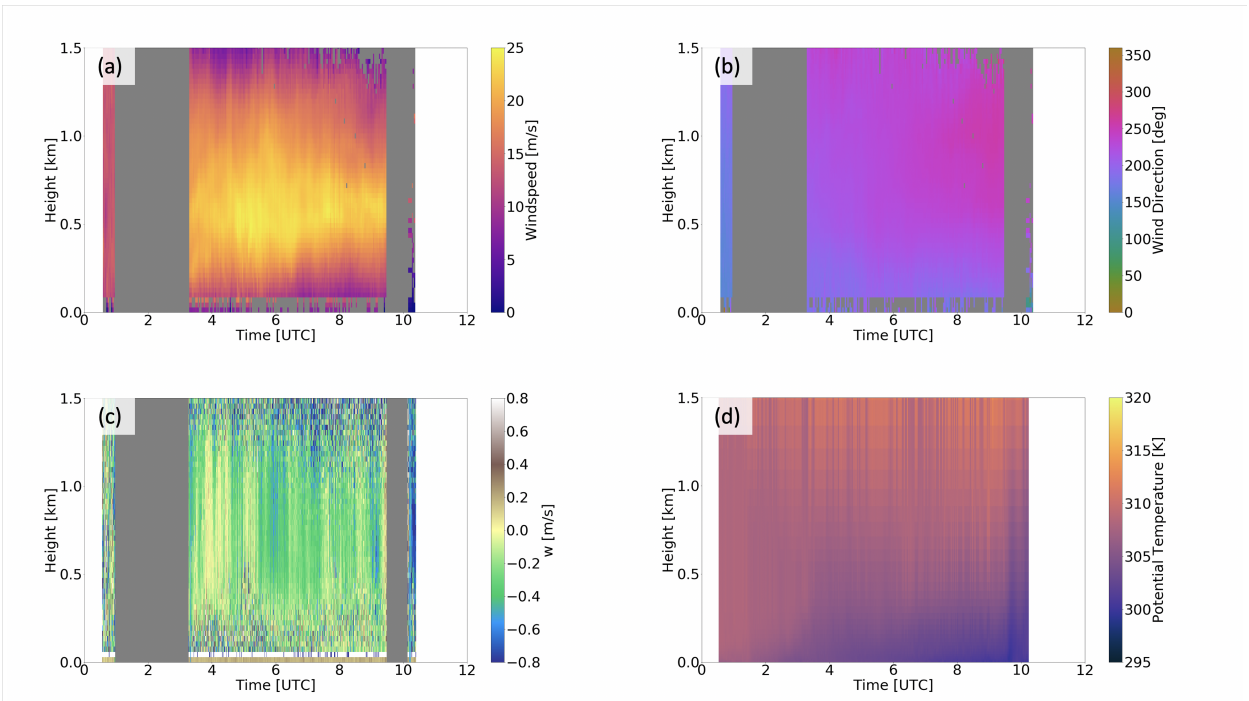 (a)
1.5
1.0
0.5
0.0
Height [km]
0 2 4 6 8 10 12
Time [UTC]
25
20
15
10
5
0
Windspeed [m/s]
(b)
1.5
1.0
0.5
0.0
Height [km]
0 2 4 6 8 10 12
Time [UTC]
350
300
250
200
150
100
50
0
Wind Direction [deg]
(c)
1.5
1.0
0.5
0.0
Height [km]
0 2 4 6 8 10 12
Time [UTC]
0.8
0.6
0.4
0.2
0.0
−0.2
−0.4
−0.6
−0.8
w [m/s]
(d)
1.5
1.0
0.5
0.0
Height [km]
0 2 4 6 8 10 12
Time [UTC]
320
315
310
305
300
295
Potential Temperature [K]